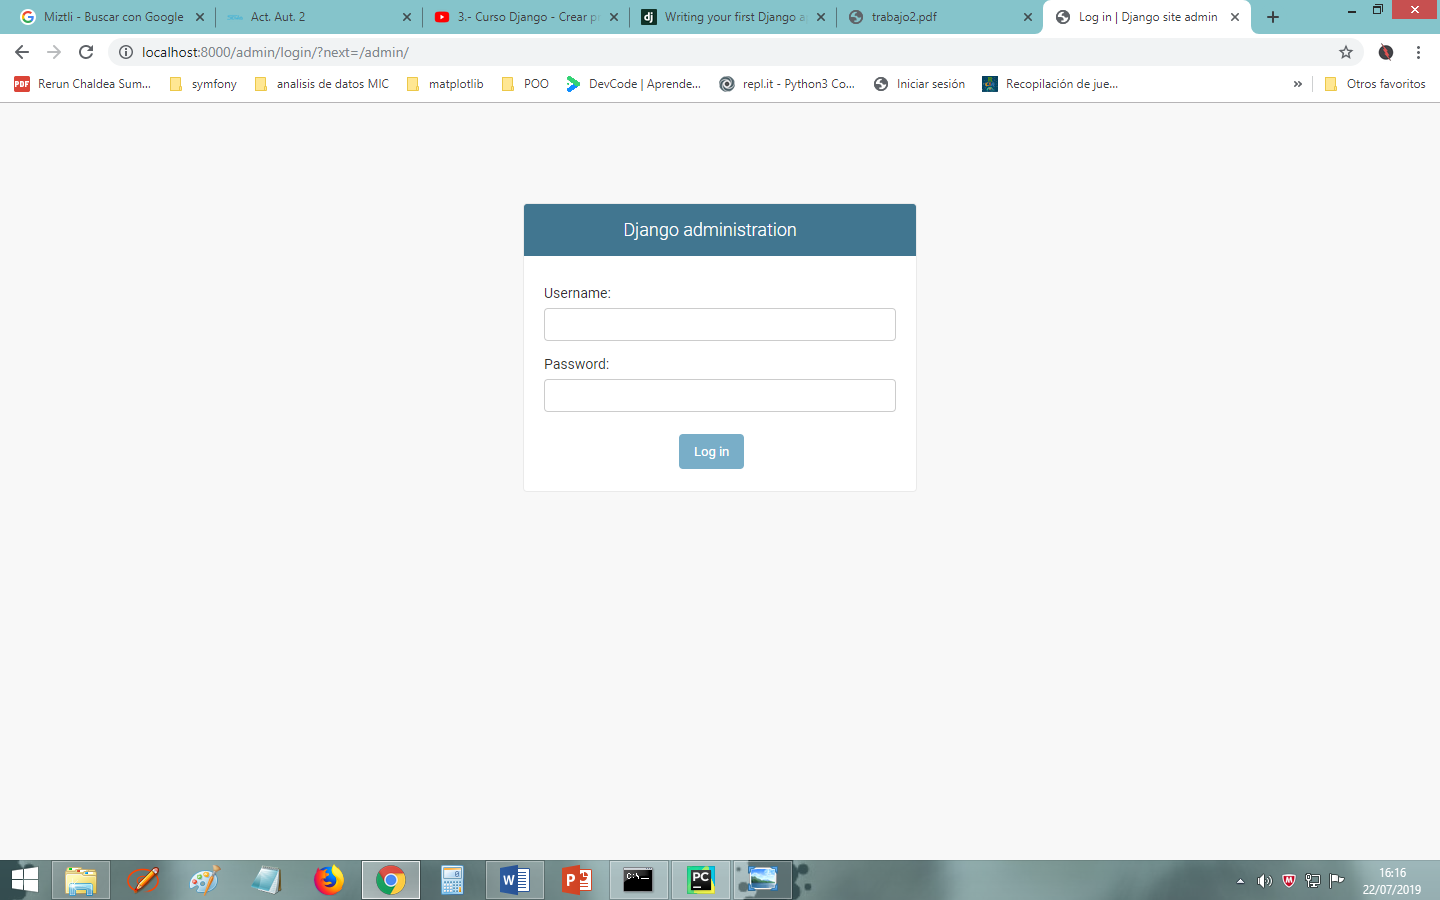 Miztli - Buscar con Google
Act. Aut. 2
3.- Curso Django - Crear p
Writing your first Django a
trabajo2.pdf
Log in | Django site admin
localhost:8000/admin/login/?next=/admin/
PDF
Rerun Chaldea Sum...
symfony
analisis de datos MIC
matplotlib
POO
DevCode | Aprende...
repl.it - Python3 Co...
Iniciar sesión
Recopilación de jue...
»
Otros favoritos
Django administration
Username:
Password:
Log in
16:16
22/07/2019